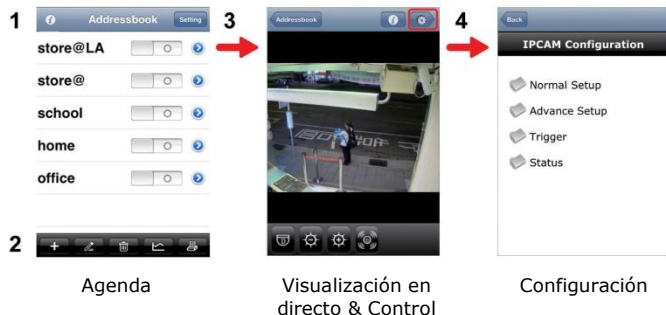 1
Addressbook
Setting
store@LA
store@
school
home
office
2
Agenda
3
Addressbook
Visualización en
directo & Control
4
Back
IPCAM Configuration
Normal Setup
Advance Setup
Trigger
Status
Configuración